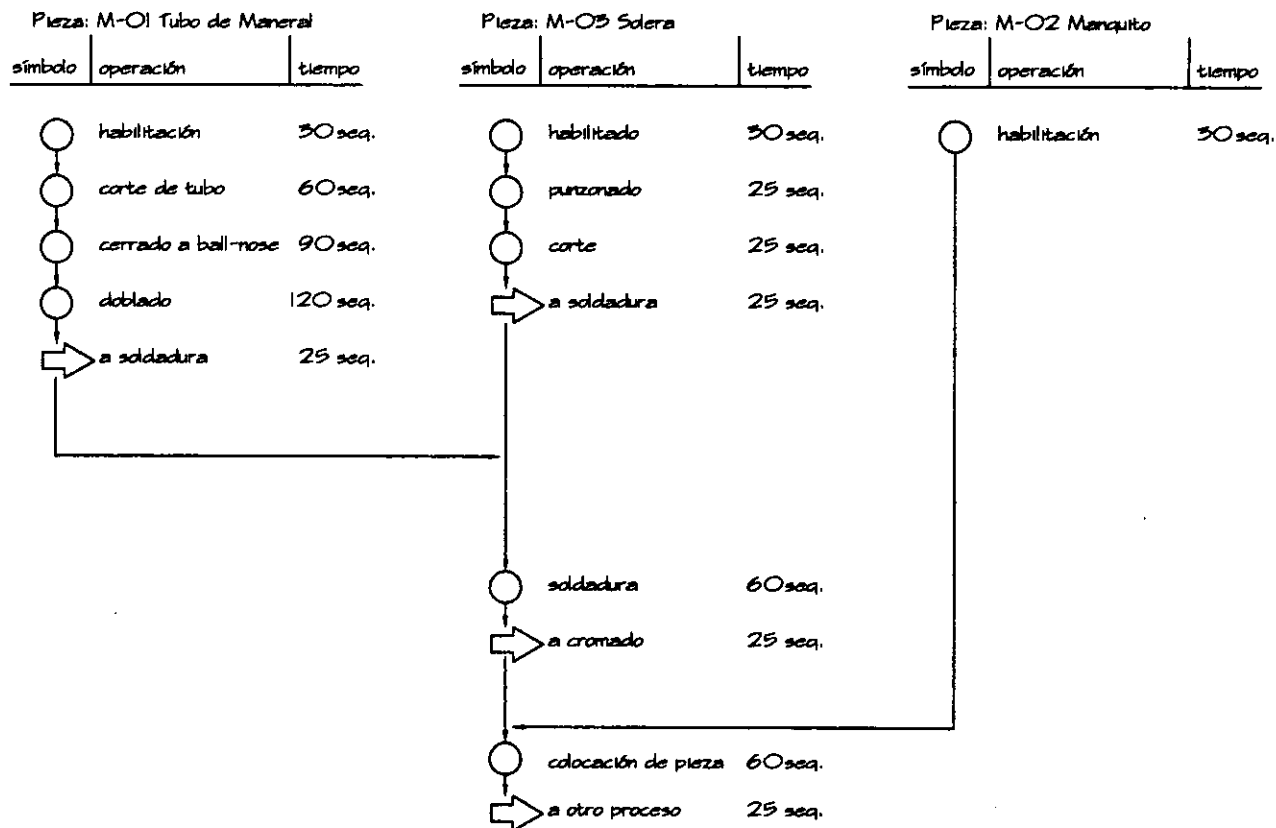 Pieza: M-01 Tubo de Maneral
símbolo operación tiempo
habilitación 30 seg.
corte de tubo 60 seg.
cerrado a ball-nose 90 seg.
doblado 120 seg.
a soldadura 25 seg.
Pieza: M-03 Solera
símbolo operación tiempo
habilitado 30 seg.
punzonado 25 seg.
corte 25 seg.
a soldadura 25 seg.
soldadura 60 seg.
a cromado 25 seg.
colocación de pieza 60 seg.
a otro proceso 25 seg.
Pieza: M-02 Manquito
símbolo operación tiempo
habilitación 30 seg.